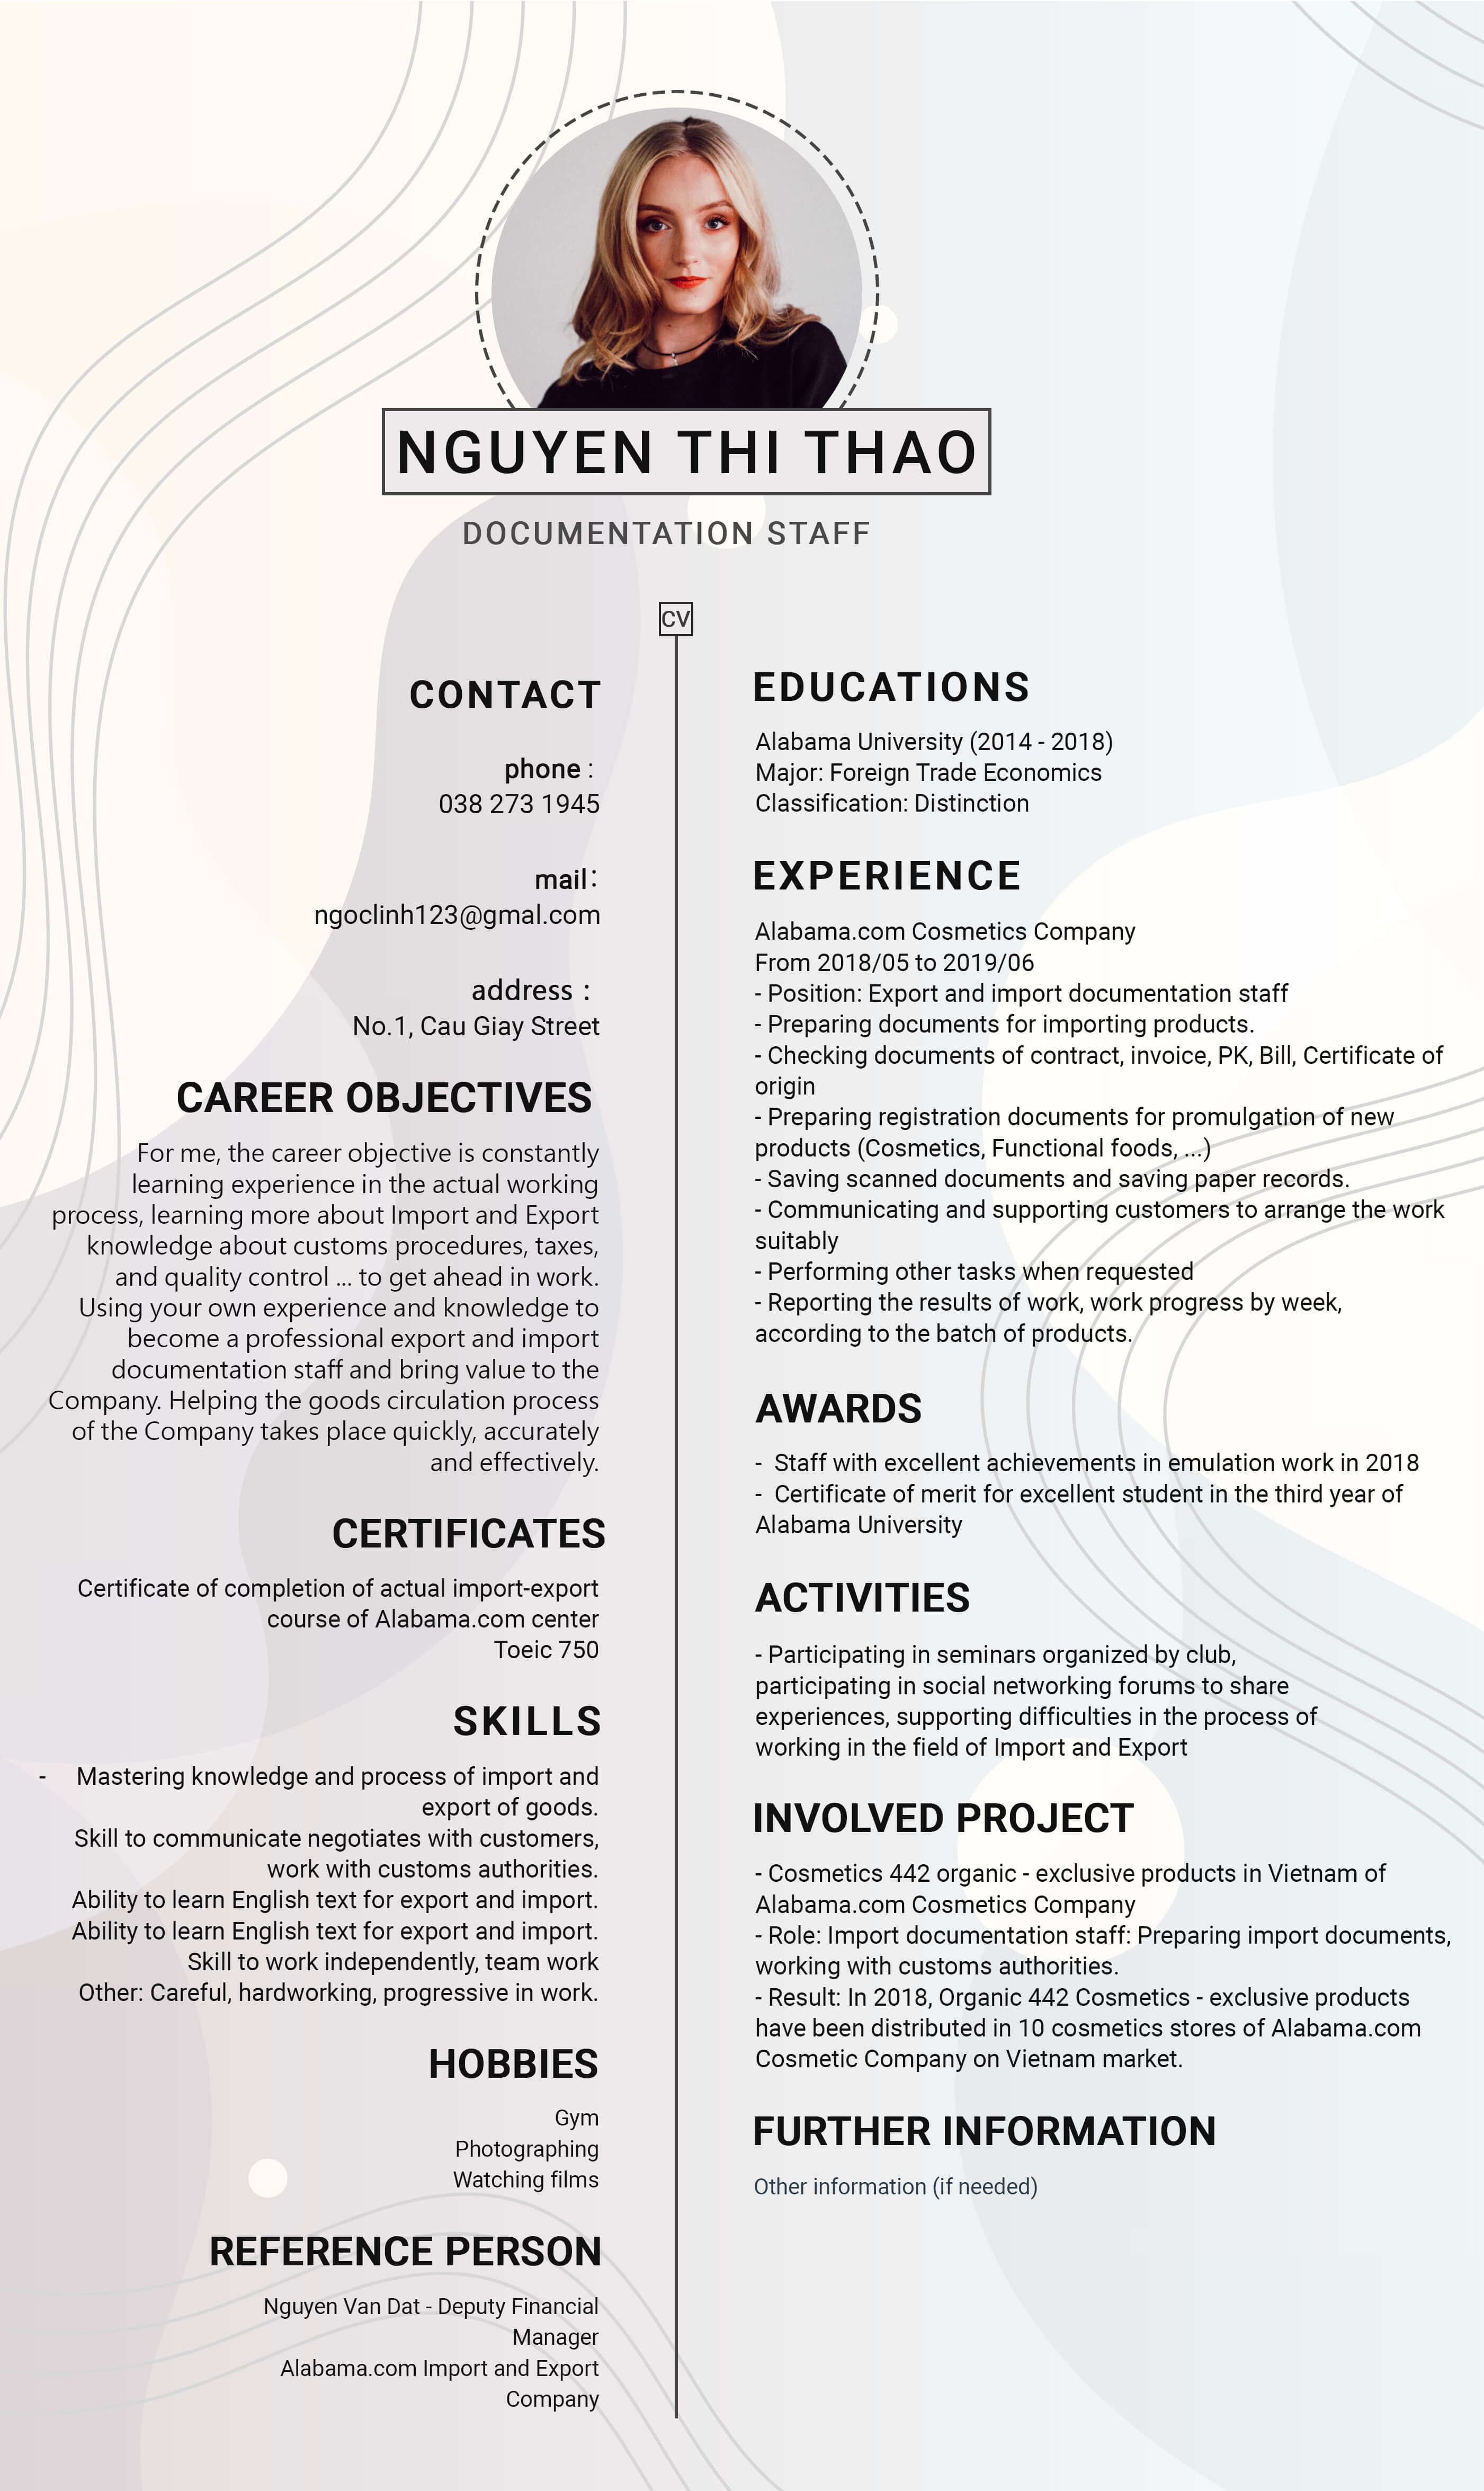 NGUYEN THI THAO
DOCUMENTATION STAFF
CV
CONTACT
phone :
038 273 1945
mail:
ngoclinh123@gmal.com
address :
No.1, Cau Giay Street
CAREER OBJECTIVES
For me, the career objective is constantly
learning experience in the actual working
process, learning more about Import and Export
knowledge about customs procedures, taxes,
and quality control ... to get ahead in work.
Using your own experience and knowledge to
become a professional export and import
documentation staff and bring value to the
Company. Helping the goods circulation process
of the Company takes place quickly, accurately
and effectively.
CERTIFICATES
Certificate of completion of actual import-export
course of Alabama.com center
Toeic 750
SKILLS
- Mastering knowledge and process of import and
export of goods.
Skill to communicate negotiates with customers,
work with customs authorities.
Ability to learn English text for export and import.
Ability to learn English text for export and import.
Skill to work independently, team work
Other: Careful, hardworking, progressive in work.
HOBBIES
Gym
Photographing
Watching films
REFERENCE PERSON
Nguyen Van Dat - Deputy Financial
Manager
Alabama.com Import and Export
Company
EDUCATIONS
Alabama University (2014 - 2018)
Major: Foreign Trade Economics
Classification: Distinction
EXPERIENCE
Alabama.com Cosmetics Company
From 2018/05 to 2019/06
- Position: Export and import documentation staff
- Preparing documents for importing products.
- Checking documents of contract, invoice, PK, Bill, Certificate of
origin
- Preparing registration documents for promulgation of new
products (Cosmetics, Functional foods, ...)
- Saving scanned documents and saving paper records.
- Communicating and supporting customers to arrange the work
suitably
- Performing other tasks when requested
- Reporting the results of work, work progress by week,
according to the batch of products.
AWARDS
- Staff with excellent achievements in emulation work in 2018
- Certificate of merit for excellent student in the third year of
Alabama University
ACTIVITIES
- Participating in seminars organized by club,
participating in social networking forums to share
experiences, supporting difficulties in the process of
working in the field of Import and Export
INVOLVED PROJECT
- Cosmetics 442 organic - exclusive products in Vietnam of
Alabama.com Cosmetics Company
- Role: Import documentation staff: Preparing import documents,
working with customs authorities.
- Result: In 2018, Organic 442 Cosmetics - exclusive products
have been distributed in 10 cosmetics stores of Alabama.com
Cosmetic Company on Vietnam market.
FURTHER INFORMATION
Other information (if needed)